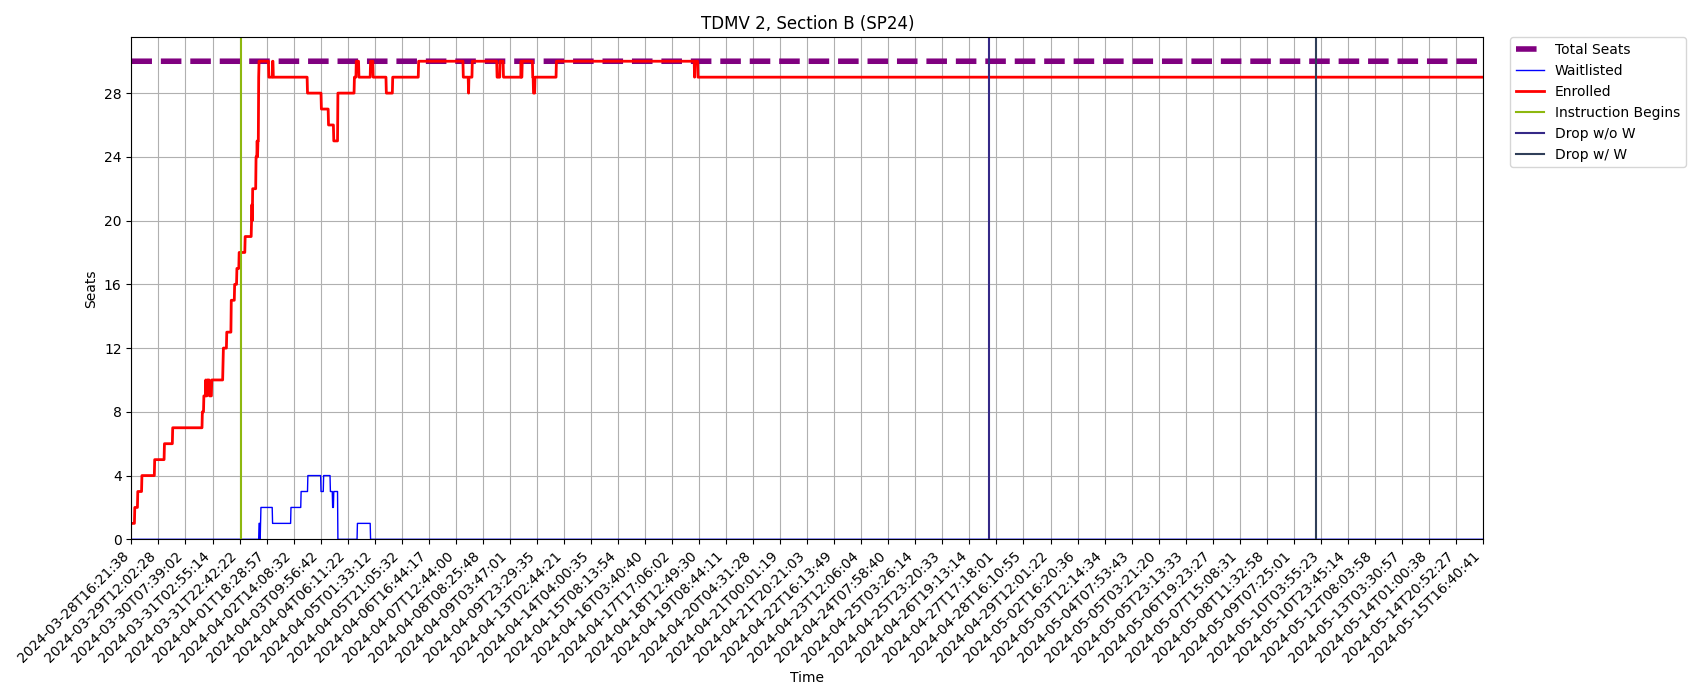 TDMV 2, Section B (SP24)
Total Seats
Waitlisted
Enrolled
Instruction Begins
Drop w/o W
Drop w/ W
Seats
28
24
20
16
12
8
4
0
2024-03-28T16:21:38
2024-03-29T12:02:28
2024-03-30T07:39:02
2024-03-31T02:55:14
2024-03-31T22:42:22
2024-04-01T18:28:57
2024-04-02T14:08:32
2024-04-03T09:56:42
2024-04-04T06:11:22
2024-04-05T01:33:12
2024-04-05T21:05:32
2024-04-06T16:44:17
2024-04-07T12:44:00
2024-04-08T08:25:48
2024-04-09T03:47:01
2024-04-09T23:29:35
2024-04-13T02:44:21
2024-04-14T04:00:35
2024-04-15T08:13:54
2024-04-16T03:40:40
2024-04-17T17:06:02
2024-04-18T12:49:30
2024-04-19T08:44:11
2024-04-20T04:31:28
2024-04-21T00:01:19
2024-04-21T20:21:03
2024-04-22T16:13:49
2024-04-23T12:06:04
2024-04-24T07:58:40
2024-04-25T03:26:14
2024-04-25T23:20:33
2024-04-26T19:13:14
2024-04-27T17:18:01
2024-04-28T16:10:55
2024-04-29T12:01:22
2024-05-02T16:20:36
2024-05-03T12:14:34
2024-05-04T07:53:43
2024-05-05T03:21:20
2024-05-05T23:13:33
2024-05-06T19:23:27
2024-05-07T15:08:31
2024-05-08T11:32:58
2024-05-09T07:25:01
2024-05-10T03:55:23
2024-05-10T23:45:14
2024-05-12T08:03:58
2024-05-13T03:30:57
2024-05-14T01:00:38
2024-05-14T20:52:27
2024-05-15T16:40:41
Time